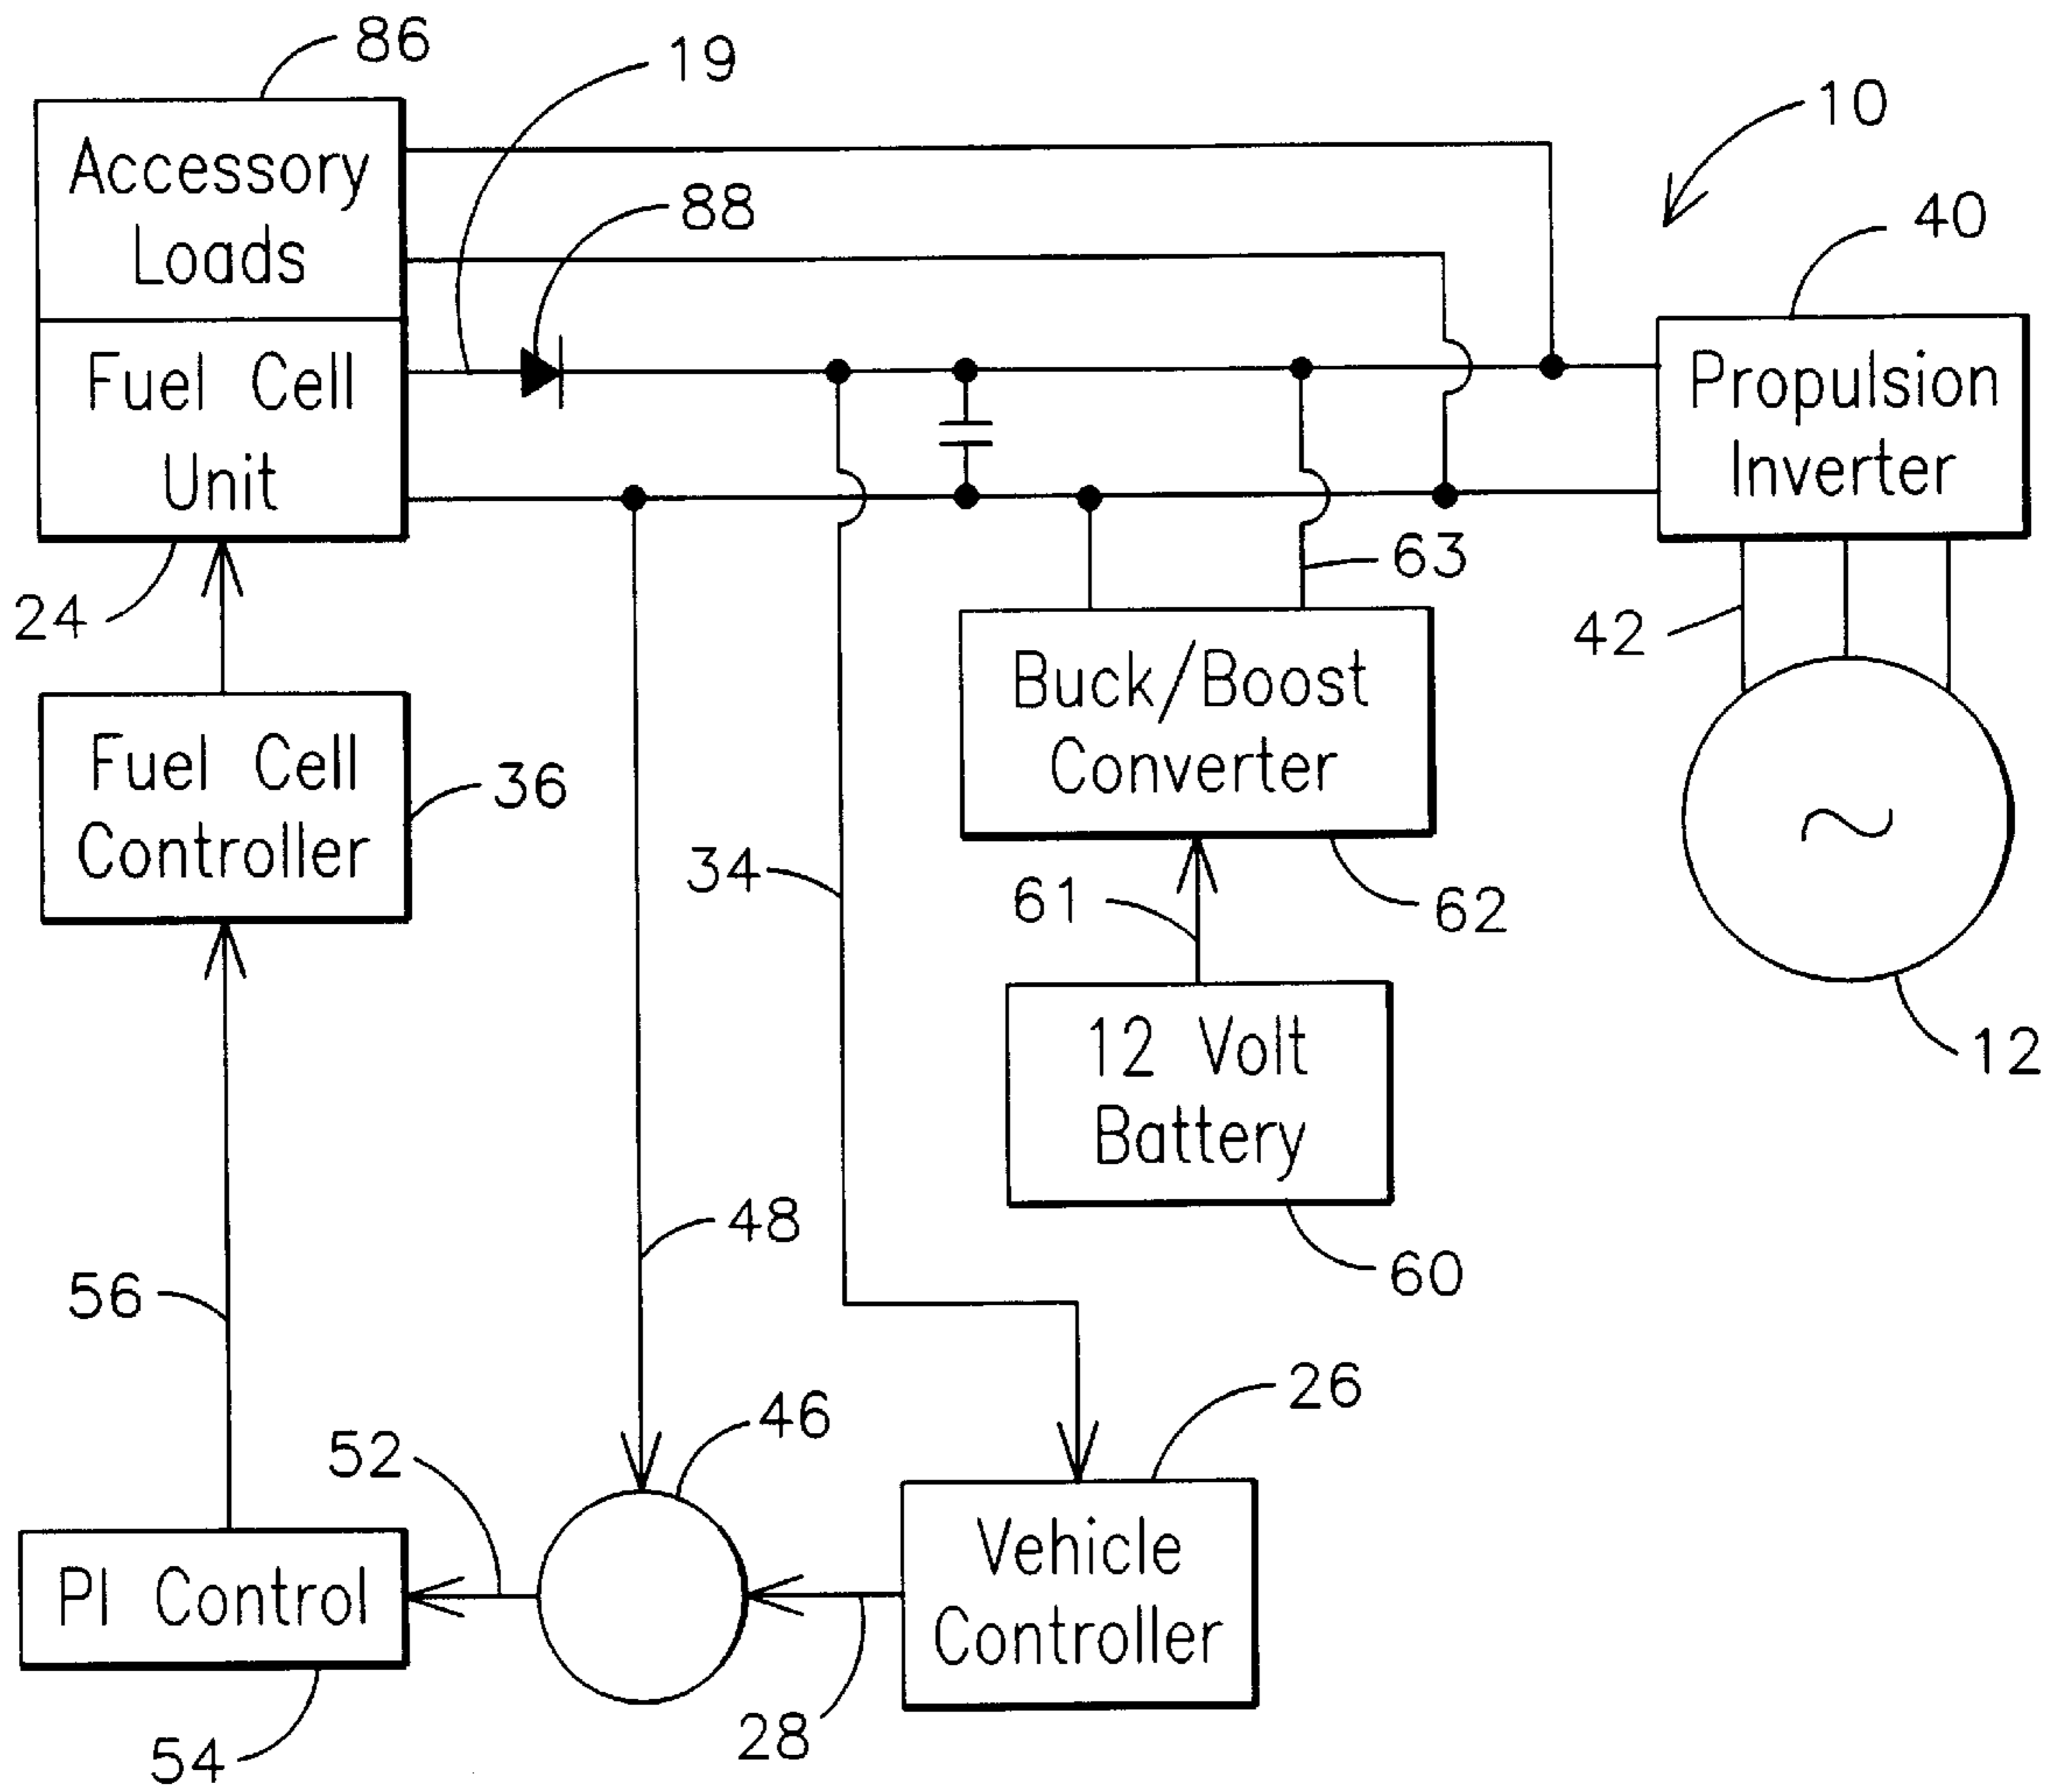 86
19
10
Accessory
Loads
88
40
Fuel Cell
Unit
Propulsion
Inverter
63
24
42
Buck/Boost
Converter
Fuel Cell
Controller
36
34
61
62
12 Volt
Battery
12
48
56
60
26
46
52
Vehicle
Controller
PI Control
28
54
~